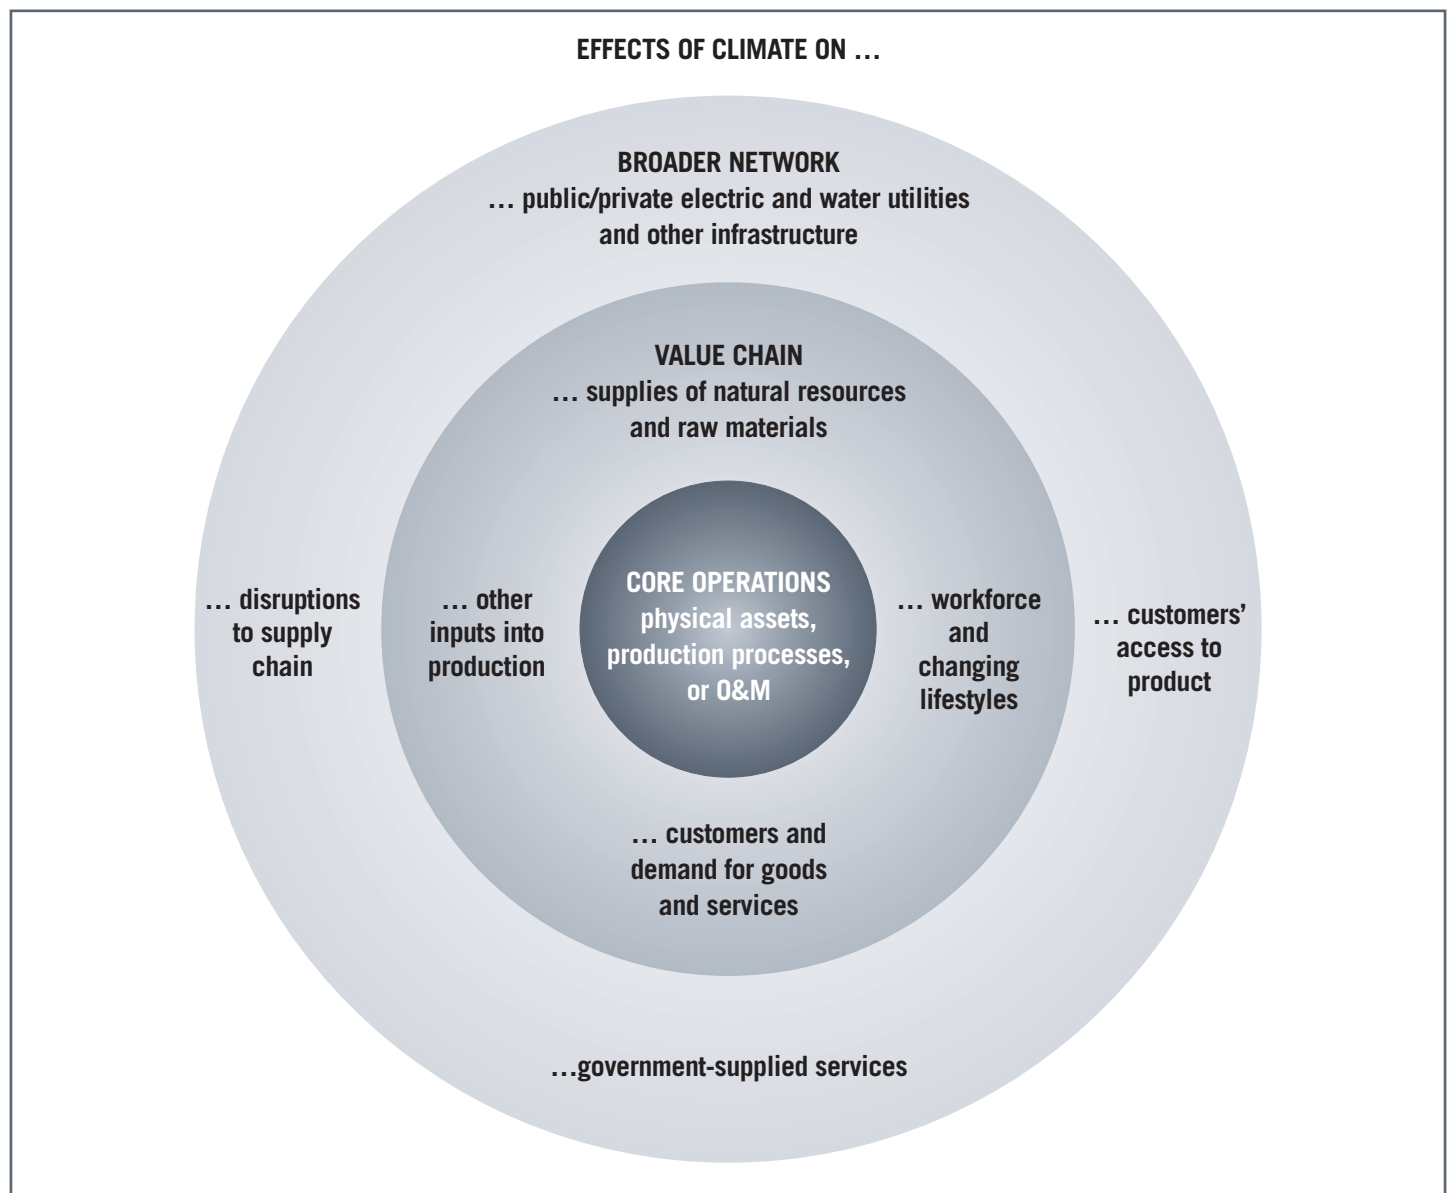 EFFECTS OF CLIMATE ON …
BROADER NETWORK
… public/private electric and water utilities
and other infrastructure
VALUE CHAIN
… supplies of natural resources
and raw materials
… disruptions
to supply
chain
… other
inputs into
production
CORE OPERATIONS
physical assets,
production processes,
or O&M
… workforce
and
changing
lifestyles
… customers’
access to
product
… customers and
demand for goods
and services
…government-supplied services